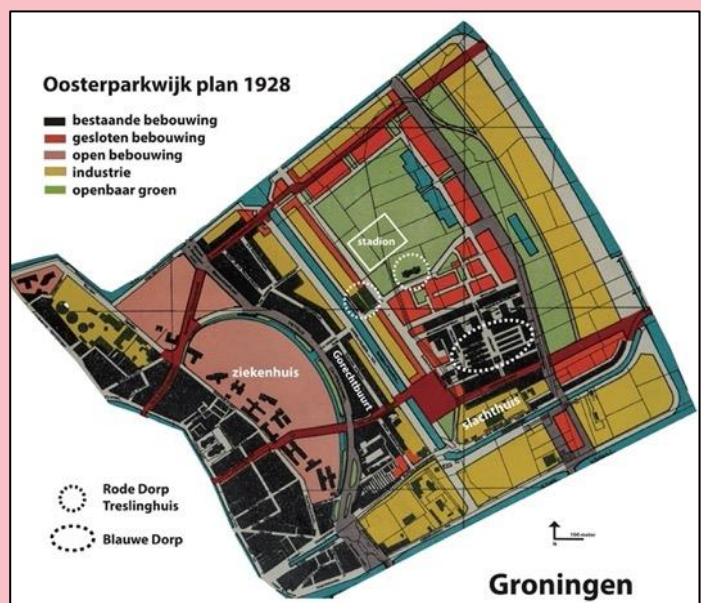 Oosterparkwijk plan 1928
bestaande bebouwing
gesloten bebouwing
open bebouwing
industrie
openbaar groen
stadion
ziekenhuis
Gorechtbuurt
slachthuis
Rode Dorp
Treslinghuis
Blauwe Dorp
N
100 meter
Groningen